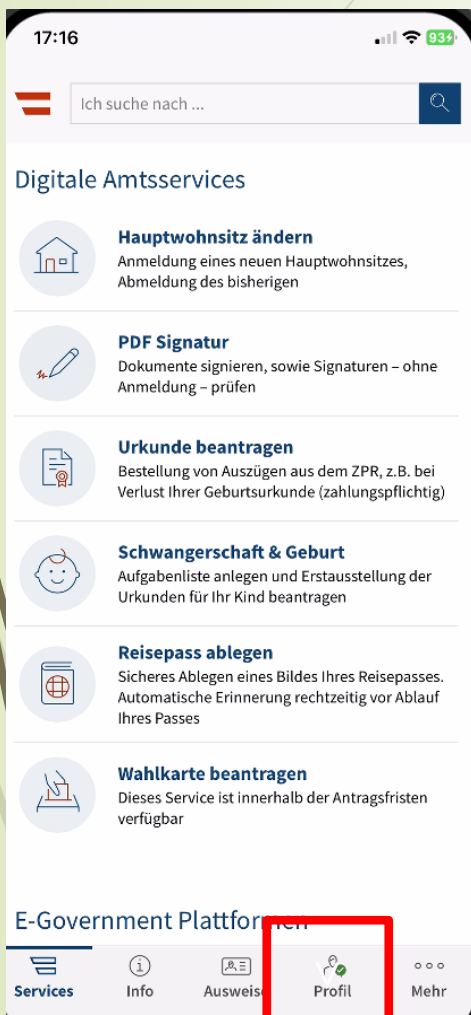 17:16
93
Ich suche nach ...
Digitale Amtsservices
Hauptwohnsitz ändern
Anmeldung eines neuen Hauptwohnsitzes,
Abmeldung des bisherigen
PDF Signatur
Dokumente signieren, sowie Signaturen – ohne
Anmeldung – prüfen
Urkunde beantragen
Bestellung von Auszügen aus dem ZPR, z.B. bei
Verlust Ihrer Geburtsurkunde (zahlungspflichtig)
Schwangerschaft & Geburt
Aufgabenliste anlegen und Erstausstellung der
Urkunden für Ihr Kind beantragen
Reisepass ablegen
Sicheres Ablegen eines Bildes Ihres Reisepasses.
Automatische Erinnerung rechtzeitig vor Ablauf
Ihres Passes
Wahlkarte beantragen
Dieses Service ist innerhalb der Antragsfristen
verfügbar
E-Government Plattformen
Services Info Ausweise Profil Mehr